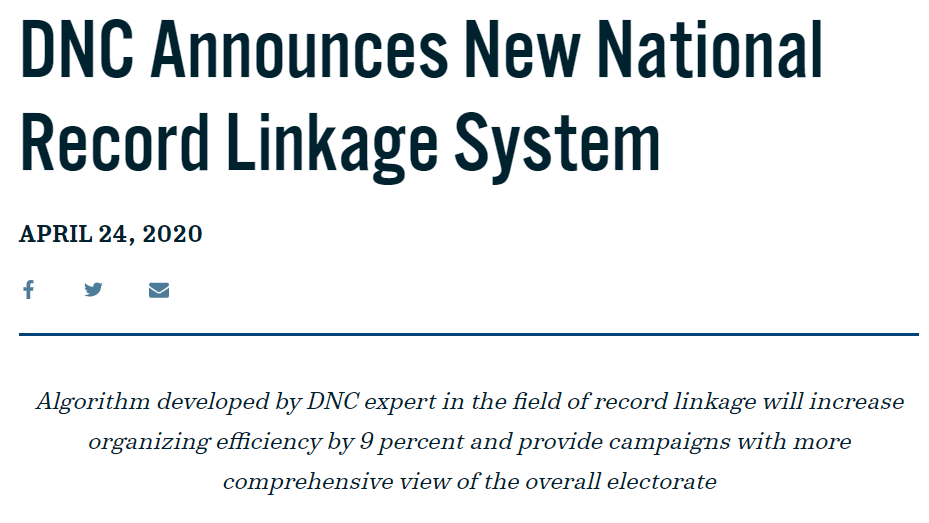 DNC Announces New National
Record Linkage System
APRIL 24, 2020
Algorithm developed by DNC expert in the field of record linkage will increase
organizing efficiency by 9 percent and provide campaigns with more
comprehensive view of the overall electorate